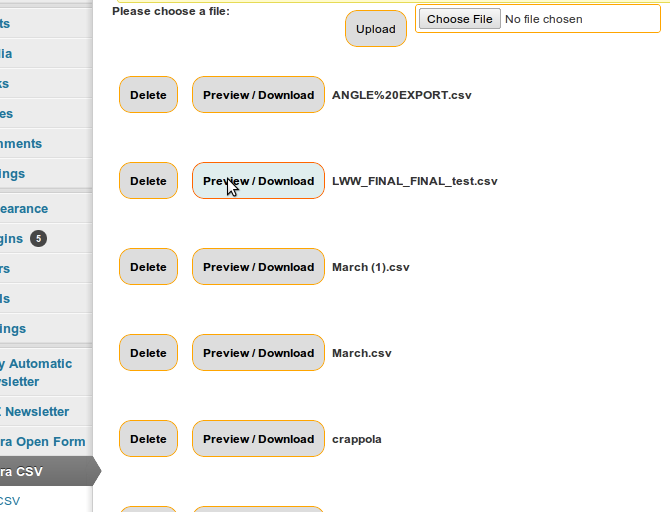 Please choose a file:
Upload
Choose File No file chosen
ts
Delete Preview / Download ANGLE%20EXPORT.csv
ia
ks
es
nments
ings
Delete Preview / Download LWW_FINAL_FINAL_test.csv
earance
gins 5
rs
ls
ings
Delete Preview / Download March (1).csv
Delete Preview / Download March.csv
y Automatic
sletter
Newsletter
ra Open Form
Delete Preview / Download crappola
ra CSV
CSV